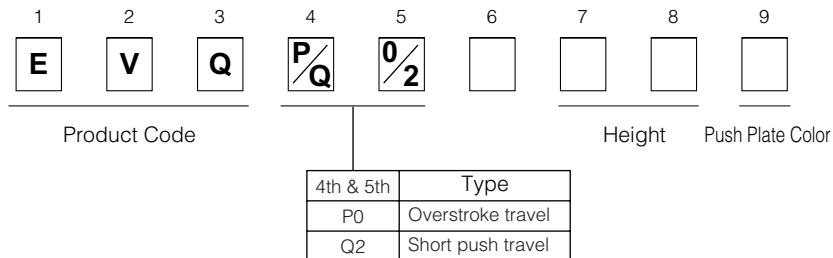 1 2 3 4 5 6 7 8 9
E V Q P/Q 0/2
Product Code Height Push Plate Color
4th & 5th Type
P0 Overstroke travel
Q2 Short push travel